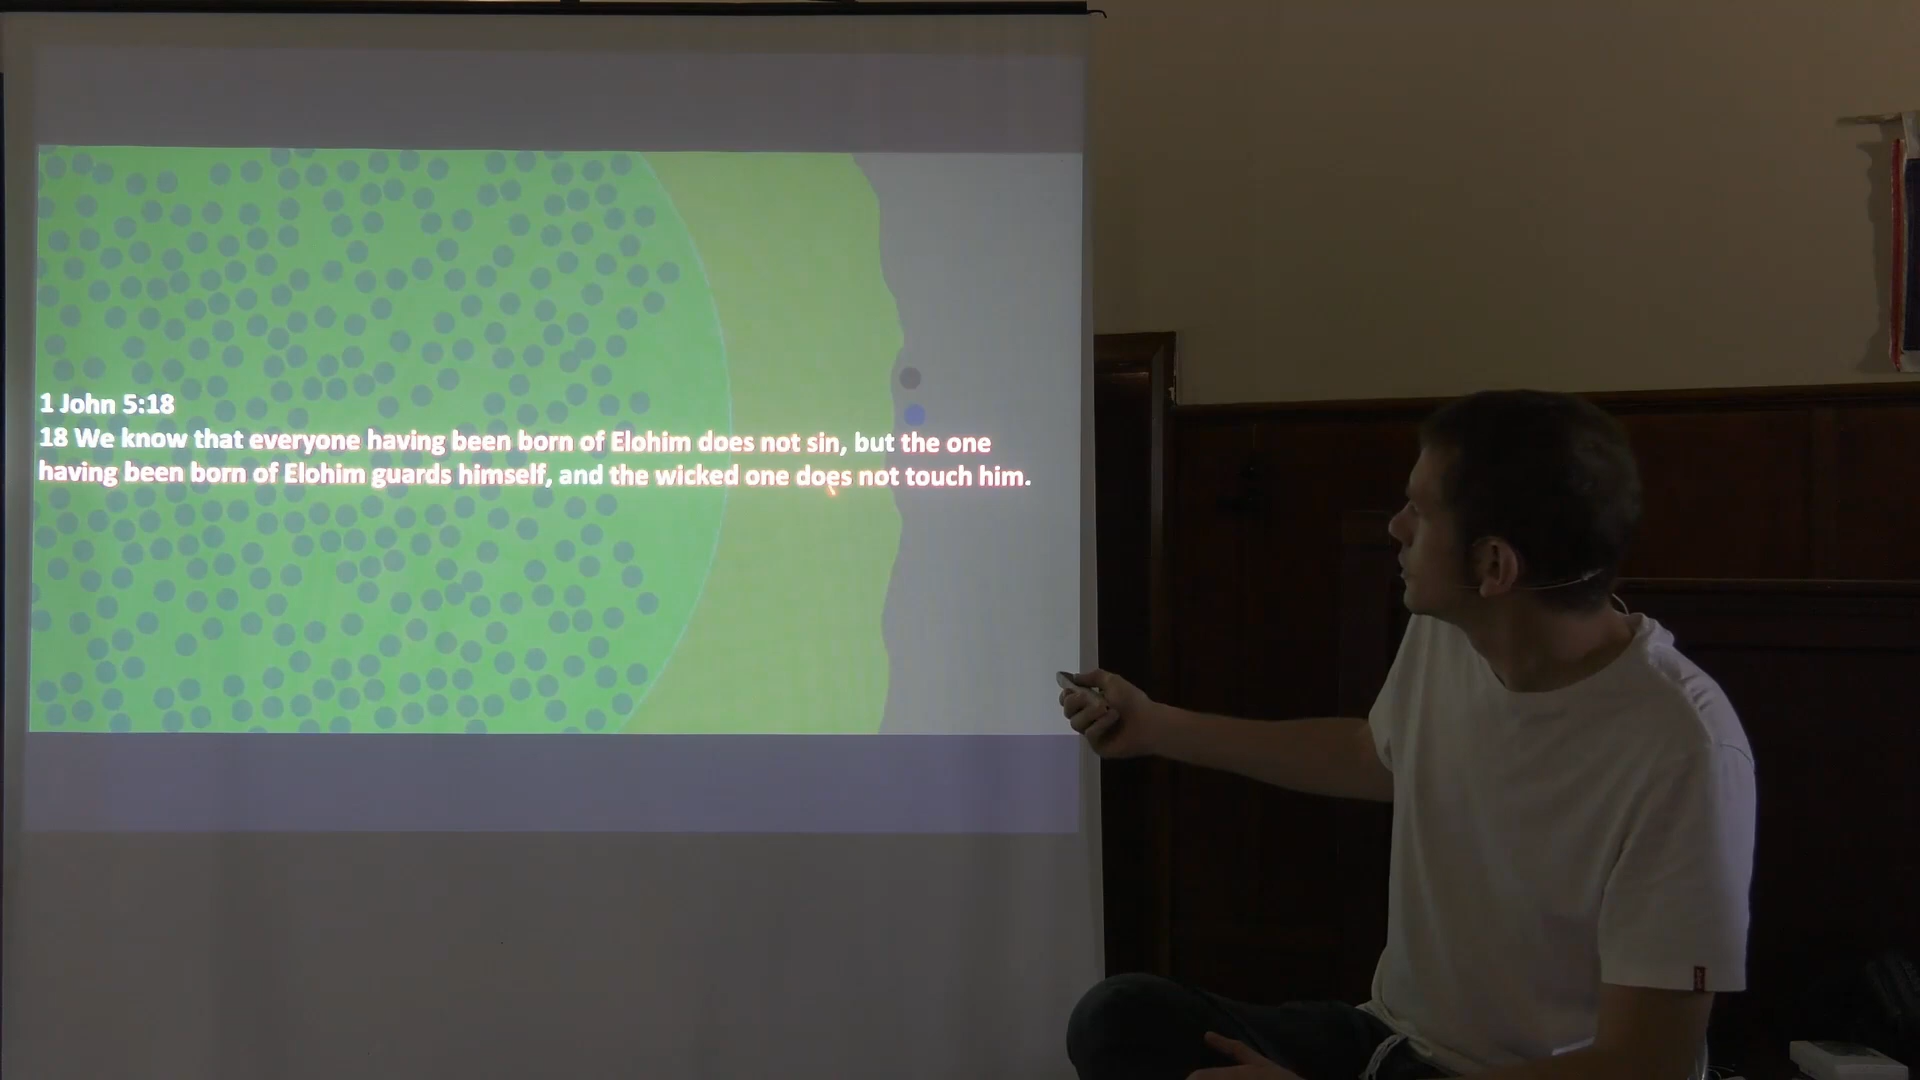 1 John 5:18
18 We know that everyone having been born of Elohim does not sin, but the one
having been born of Elohim guards himself, and the wicked one does not touch him.